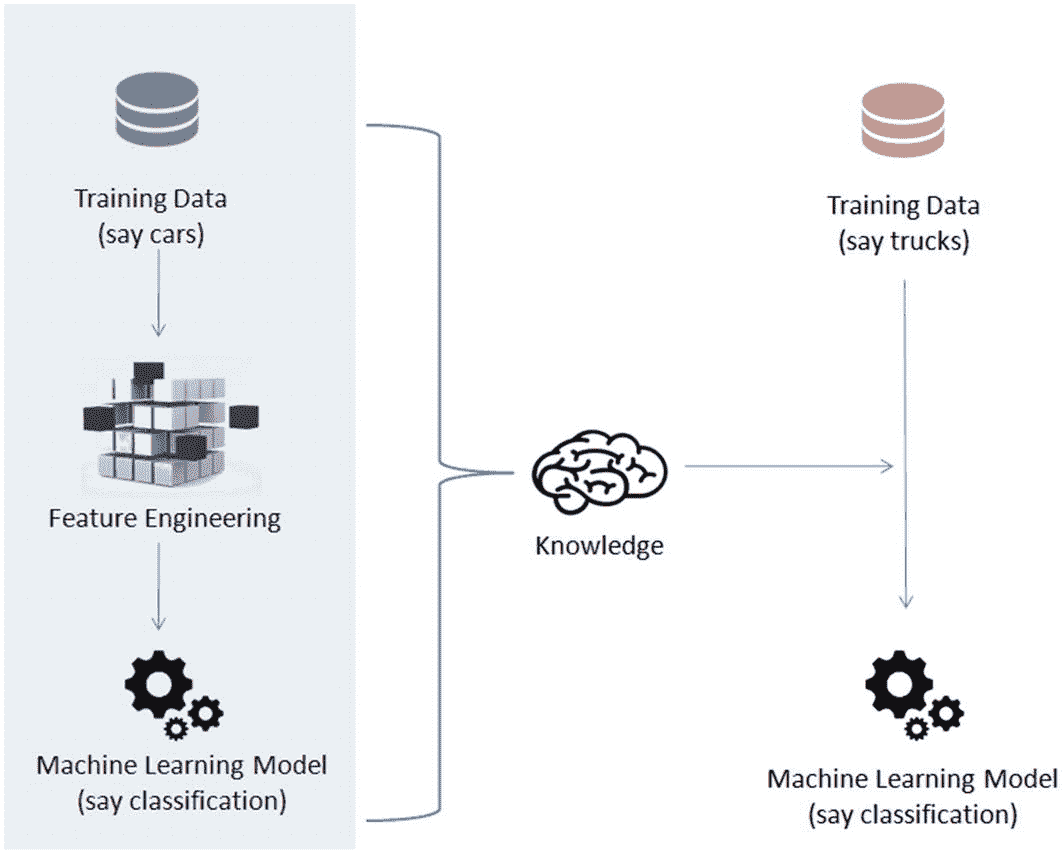 Training Data
(say cars)
Feature Engineering
Machine Learning Model
(say classification)
Knowledge
Training Data
(say trucks)
Machine Learning Model
(say classification)